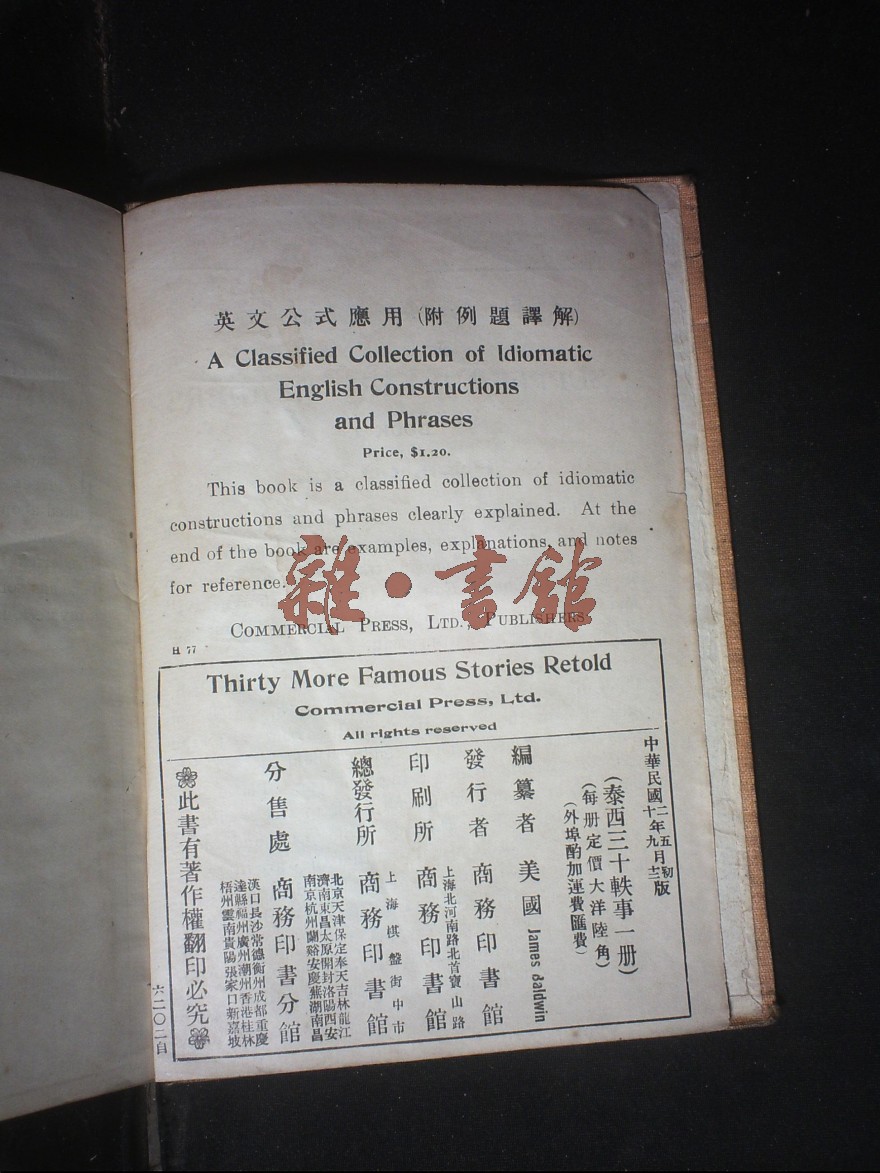 英文公式應用(附例題譯解)
A Classified Collection of Idiomatic
English Constructions
and Phrases
Price, $1.20.
This book is a classified collection of idiomatic
constructions and phrases clearly explained. At the
end of the book are examples, explanations, and notes
for reference.
雜·書館
COMMERCIAL PRESS, LTD., PUBLISHERS
H 77
Thirty More Famous Stories Retold
Commercial Press, Ltd.
All rights reserved
中華民國
二年五月初版
十年九月十三版
(泰西三十軼事一册)
(每册定價大洋陸角)
(外埠酌加運費匯費)
編纂者 美國 James Baldwin
發行者 商務印書館
印刷所 商務印書館
上海北河南路北首寶山路
總發行所 商務印書館
上海棋盤街中市
分售處 商務印書分館
北京天津保定奉天吉林龍江
濟南東昌太原開封洛陽西安
南京杭州蘭谿安慶蕪湖南昌
漢口長沙常德衡州成都重慶
達縣福州廣州潮州香港桂林
梧州雲南貴陽張家口新嘉坡
此書有著作權翻印必究
六二〇二自